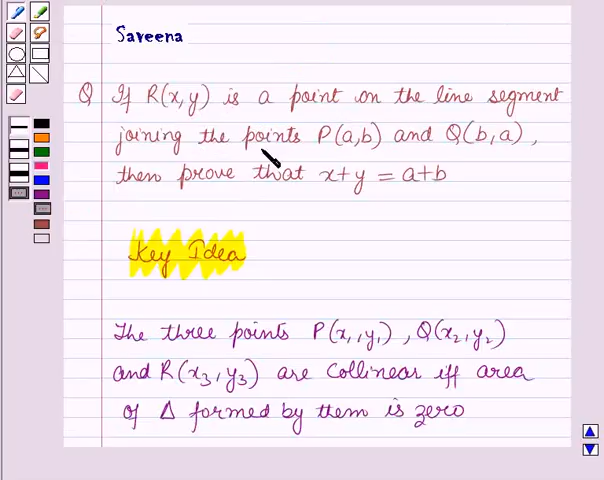 Saveena
Q If R(x,y) is a point on the line segment
joining the points P(a,b) and Q(b,a),
then prove that x+y = a+b
Key Idea
The three points P(x₁,y₁), Q(x₂,y₂)
and R(x₃,y₃) are collinear iff area
of Δ formed by them is zero